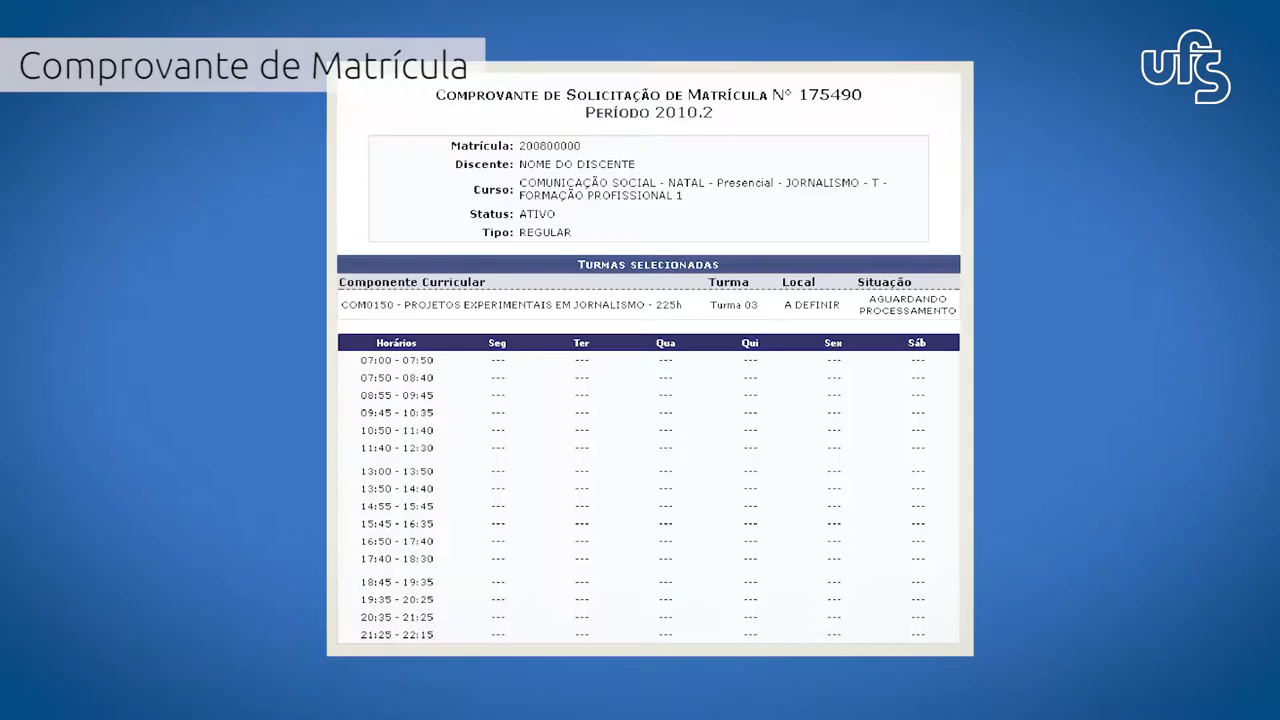 Comprovante de Matrícula
ufs
COMPROVANTE DE SOLICITAÇÃO DE MATRÍCULA Nº 175490
PERÍODO 2010.2
Matrícula: 200800000
Discente: NOME DO DISCENTE
Curso: COMUNICAÇÃO SOCIAL - NATAL - Presencial - JORNALISMO - T -
FORMAÇÃO PROFISSIONAL 1
Status: ATIVO
Tipo: REGULAR
TURMAS SELECIONADAS
Componente Curricular Turma Local Situação
COM0150 - PROJETOS EXPERIMENTAIS EM JORNALISMO - 225h Turma 03 A DEFINIR AGUARDANDO
PROCESSAMENTO
Horários Seg Ter Qua Qui Sex Sáb
07:00 - 07:50 --- --- --- --- --- ---
07:50 - 08:40 --- --- --- --- --- ---
08:55 - 09:45 --- --- --- --- --- ---
09:45 - 10:35 --- --- --- --- --- ---
10:50 - 11:40 --- --- --- --- --- ---
11:40 - 12:30 --- --- --- --- --- ---
13:00 - 13:50 --- --- --- --- --- ---
13:50 - 14:40 --- --- --- --- --- ---
14:55 - 15:45 --- --- --- --- --- ---
15:45 - 16:35 --- --- --- --- --- ---
16:50 - 17:40 --- --- --- --- --- ---
17:40 - 18:30 --- --- --- --- --- ---
18:45 - 19:35 --- --- --- --- --- ---
19:35 - 20:25 --- --- --- --- --- ---
20:35 - 21:25 --- --- --- --- --- ---
21:25 - 22:15 --- --- --- --- --- ---